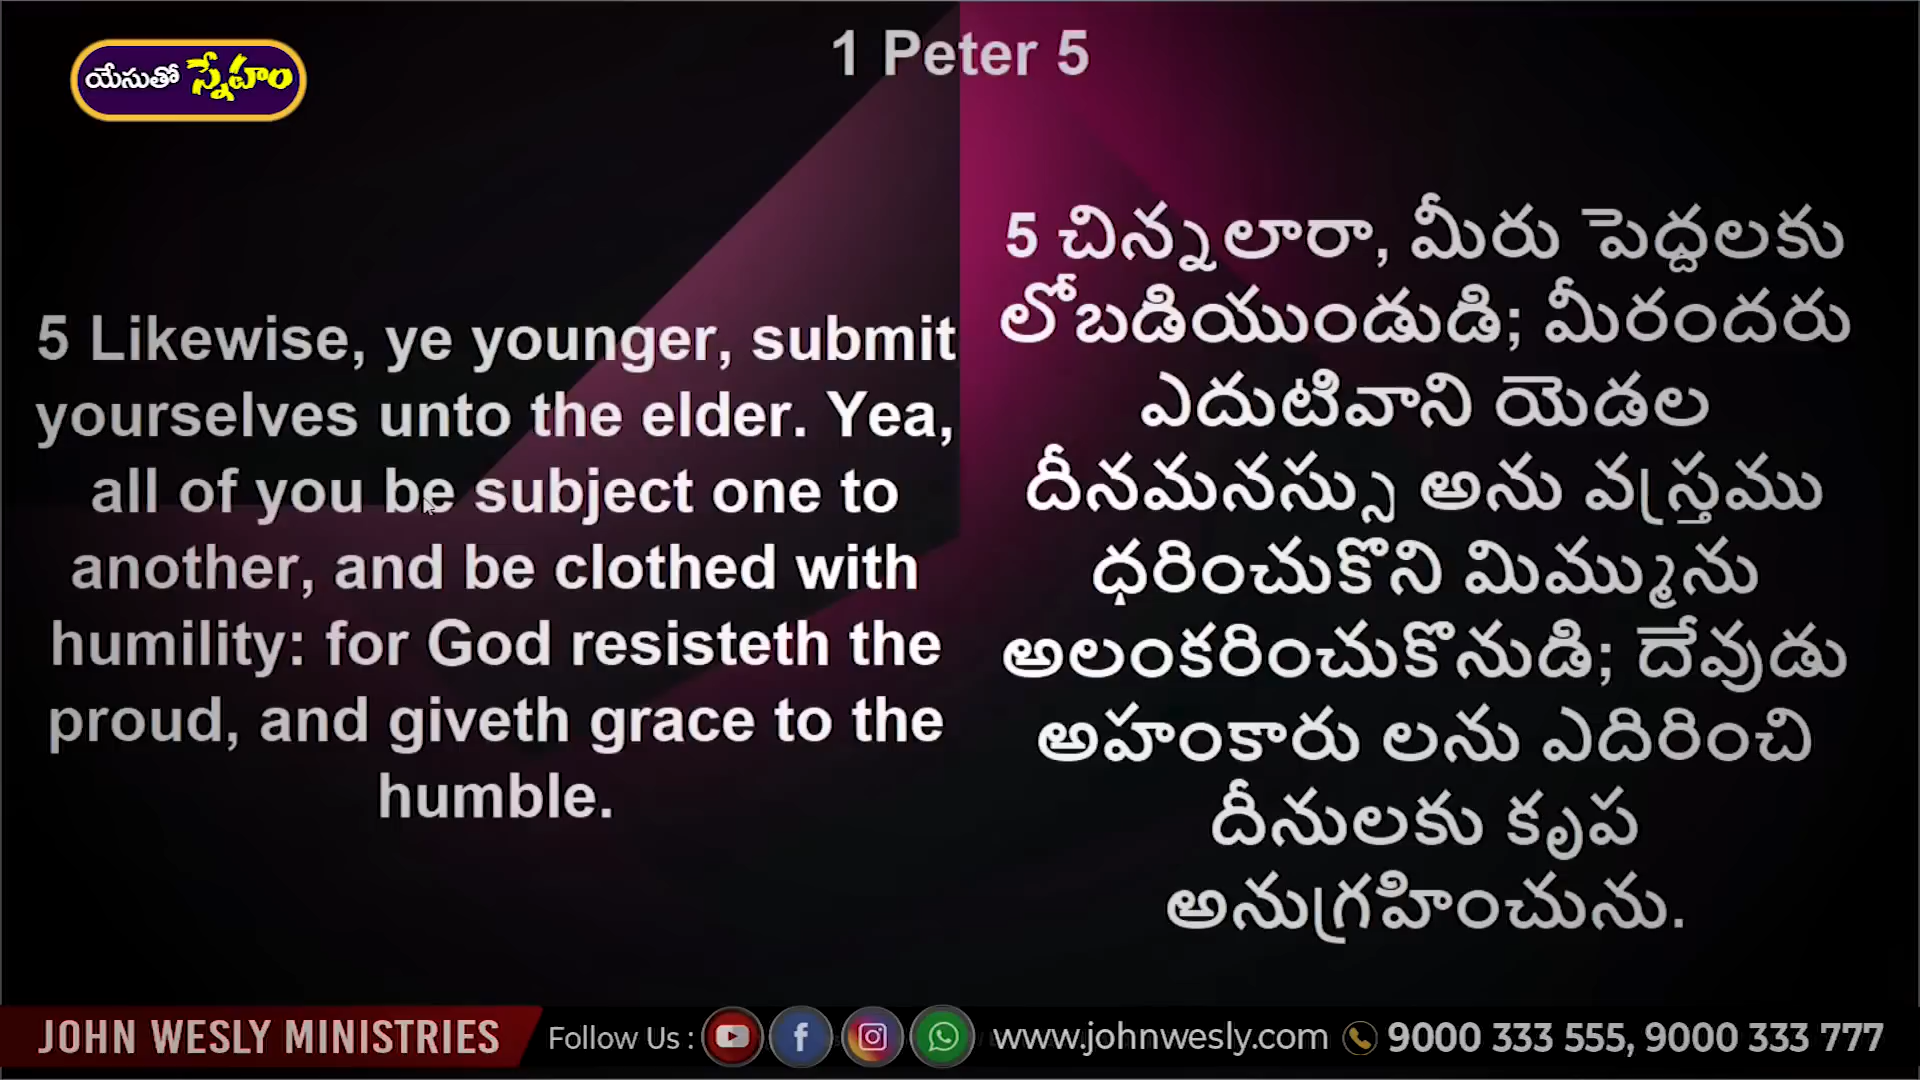 యేసుతో స్నేహం
1 Peter 5
5 Likewise, ye younger, submit
yourselves unto the elder. Yea,
all of you be subject one to
another, and be clothed with
humility: for God resisteth the
proud, and giveth grace to the
humble.
5 చిన్నలారా, మీరు పెద్దలకు
లోబడియుండుడి; మీరందరు
ఎదుటివాని యెడల
దీనమనస్సు అను వస్త్రము
ధరించుకొని మిమ్మును
అలంకరించుకొనుడి; దేవుడు
అహంకారు లను ఎదిరించి
దీనులకు కృప
అనుగ్రహించును.
JOHN WESLY MINISTRIES
Follow Us :
www.johnwesly.com
9000 333 555, 9000 333 777